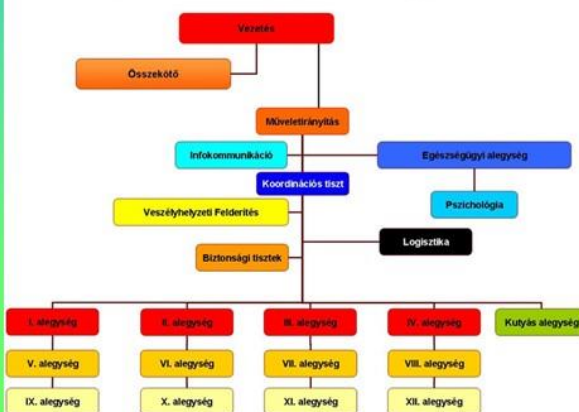 Vezetés
Összekötő
Műveletirányítás
Infokommunikáció
Egészségügyi alegység
Koordinációs tiszt
Pszichológia
Veszélyhelyzeti Felderítés
Logisztika
Biztonsági tisztek
I. alegység
II. alegység
III. alegység
IV. alegység
Kutyás alegység
V. alegység
VI. alegység
VII. alegység
VIII. alegység
IX. alegység
X. alegység
XI. alegység
XII. alegység